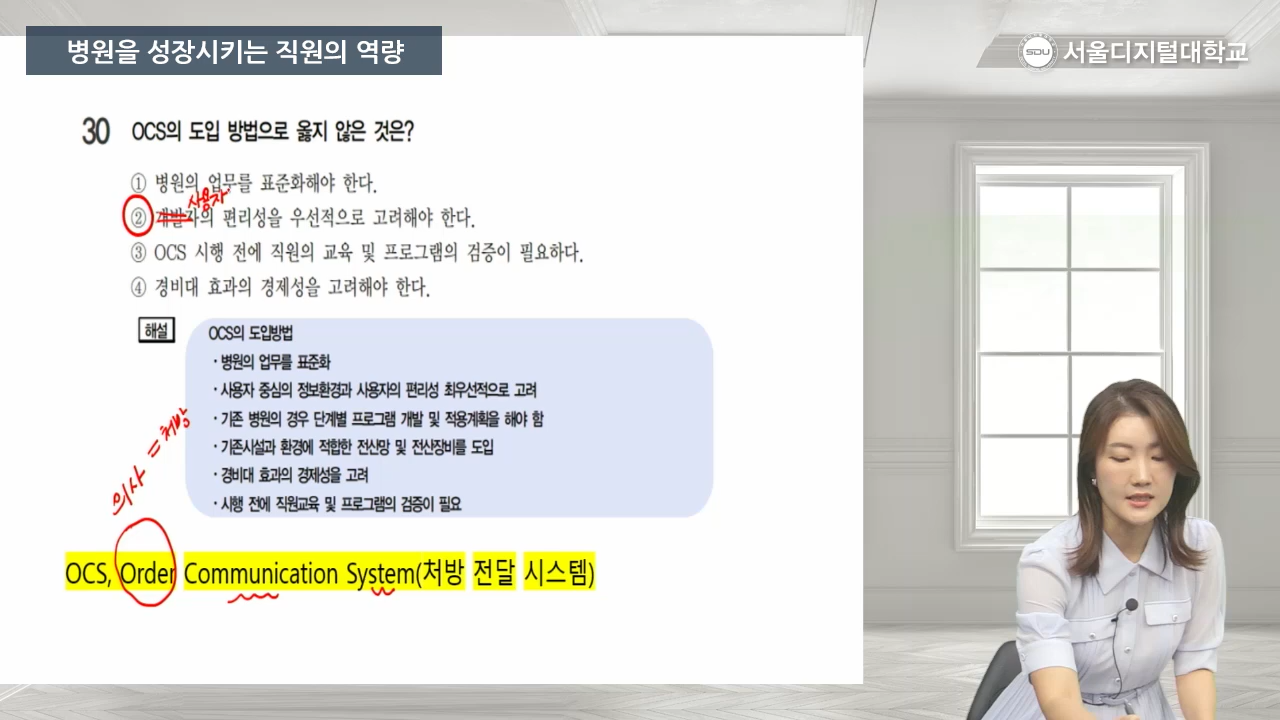 병원을 성장시키는 직원의 역량
SDU 서울디지털대학교
30 OCS의 도입 방법으로 옳지 않은 것은?
① 병원의 업무를 표준화해야 한다.
사용자
② 개발자의 편리성을 우선적으로 고려해야 한다.
③ OCS 시행 전에 직원의 교육 및 프로그램의 검증이 필요하다.
④ 경비대 효과의 경제성을 고려해야 한다.
해설
OCS의 도입방법
· 병원의 업무를 표준화
· 사용자 중심의 정보환경과 사용자의 편리성 최우선적으로 고려
· 기존 병원의 경우 단계별 프로그램 개발 및 적용계획을 해야 함
· 기존시설과 환경에 적합한 전산망 및 전산장비를 도입
· 경비대 효과의 경제성을 고려
· 시행 전에 직원교육 및 프로그램의 검증이 필요
의사 = 처방
OCS, Order Communication System(처방 전달 시스템)